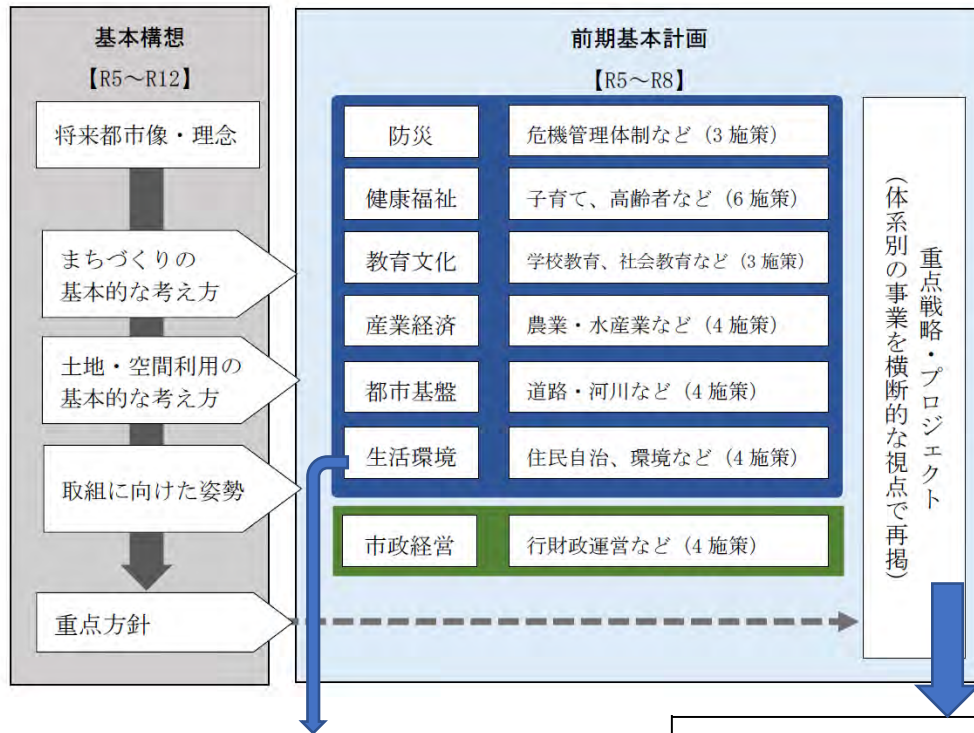 基本構想
【R5～R12】
将来都市像・理念
まちづくりの
基本的な考え方
土地・空間利用の
基本的な考え方
取組に向けた姿勢
重点方針
前期基本計画
【R5～R8】
防災
危機管理体制など（3 施策）
健康福祉
子育て、高齢者など（6 施策）
教育文化
学校教育、社会教育など（3 施策）
産業経済
農業・水産業など（4 施策）
都市基盤
道路・河川など（4 施策）
生活環境
住民自治、環境など（4 施策）
市政経営
行財政運営など（4 施策）
重点戦略・プロジェクト
（体系別の事業を横断的な視点で再掲）